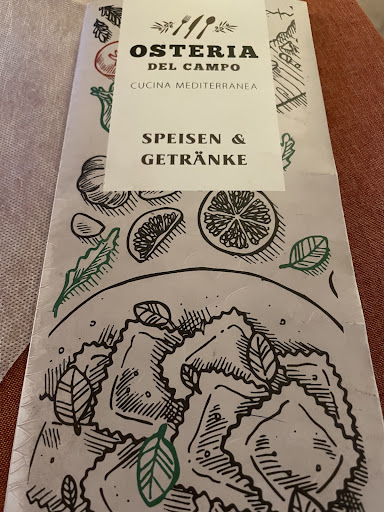 OSTERIA
DEL CAMPO
CUCINA MEDITERRANEA
SPEISEN &
GETRÄNKE